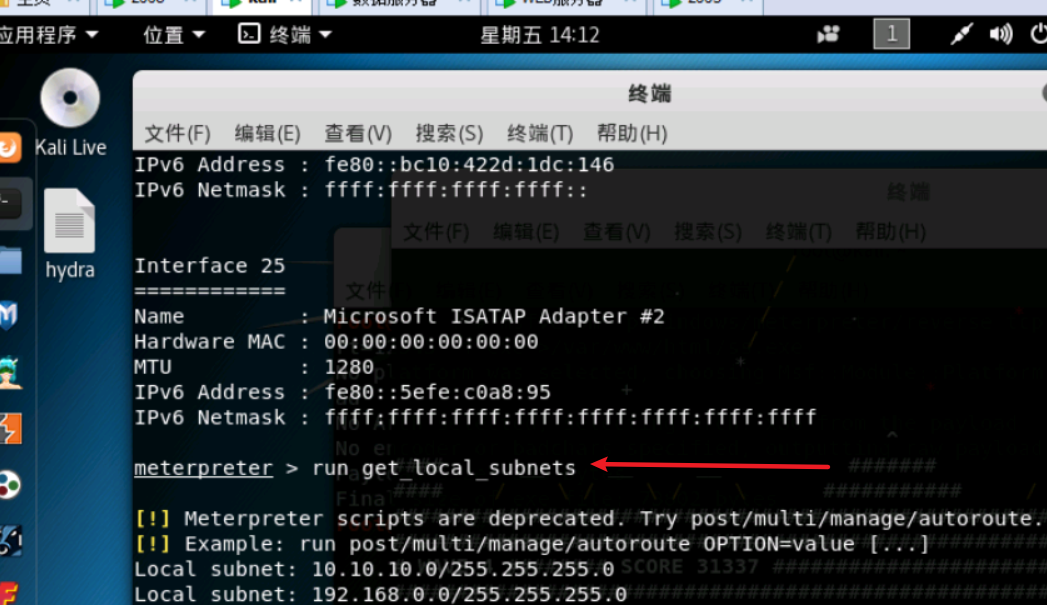 应用程序 位置 终端 星期五 14:12 1
Kali Live
hydra
终端
文件(F) 编辑(E) 查看(V) 搜索(S) 终端(T) 帮助(H)
IPv6 Address : fe80::bc10:422d:1dc:146
IPv6 Netmask : ffff:ffff:ffff:ffff::
终端
文件(F) 编辑(E) 查看(V) 搜索(S) 终端(T) 帮助(H)
Interface 25
============
文件
Name : Microsoft ISATAP Adapter #2
Hardware MAC : 00:00:00:00:00:00
MTU : 1280
IPv6 Address : fe80::5efe:c0a8:95
IPv6 Netmask : ffff:ffff:ffff:ffff:ffff:ffff:ffff:ffff
meterpreter > run get_local_subnets
[!] Meterpreter scripts are deprecated. Try post/multi/manage/autoroute.
[!] Example: run post/multi/manage/autoroute OPTION=value [...]
Local subnet: 10.10.10.0/255.255.255.0
SCORE 31337
Local subnet: 192.168.0.0/255.255.255.0